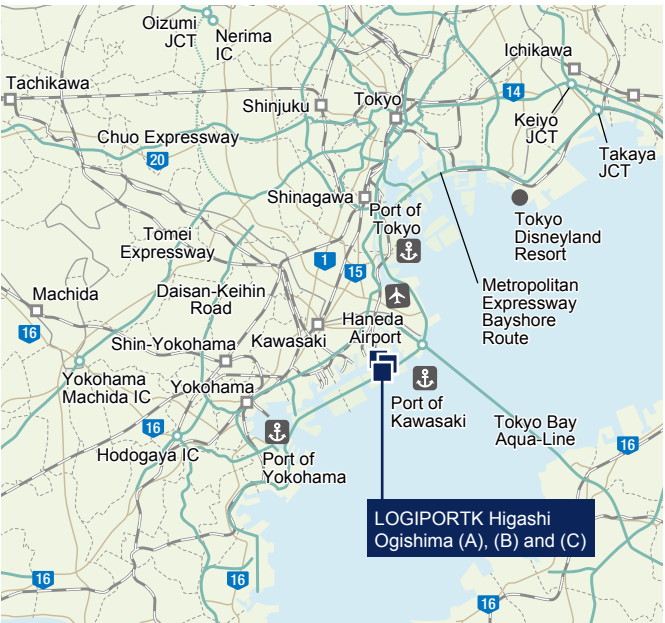 Oizumi
JCT
Nerima
IC
Ichikawa
Tachikawa
Shinjuku
Tokyo
14
Keiyo
JCT
Chuo Expressway
20
Takaya
JCT
Shinagawa
Port of
Tokyo
Tokyo
Disneyland
Resort
Tomei
Expressway
1
15
Metropolitan
Expressway
Bayshore
Route
Machida
Daisan-Keihin
Road
16
Haneda
Airport
Shin-Yokohama
Kawasaki
Yokohama
Machida IC
Yokohama
Port of
Kawasaki
Tokyo Bay
Aqua-Line
16
16
Hodogaya IC
Port of
Yokohama
LOGIPORTK Higashi
Ogishima (A), (B) and (C)
16
16
16